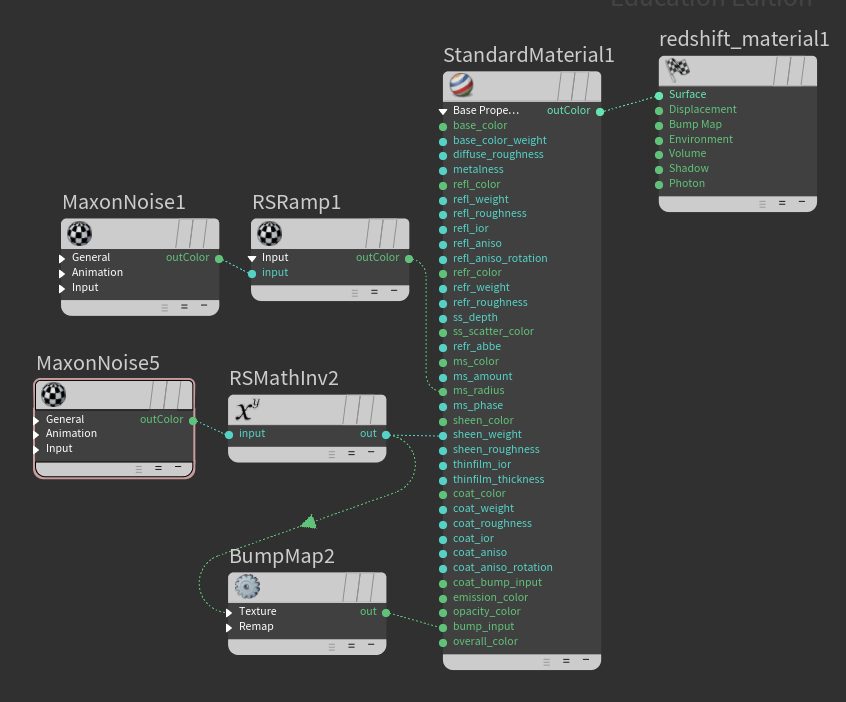 Education Edition
redshift_material1
Surface
Displacement
Bump Map
Environment
Volume
Shadow
Photon
StandardMaterial1
Base Prope... outColor
base_color
base_color_weight
diffuse_roughness
metalness
refl_color
refl_weight
refl_roughness
refl_ior
refl_aniso
refl_aniso_rotation
refr_color
refr_weight
refr_roughness
ss_depth
ss_scatter_color
refr_abbe
ms_color
ms_amount
ms_radius
ms_phase
sheen_color
sheen_weight
sheen_roughness
thinfilm_ior
thinfilm_thickness
coat_color
coat_weight
coat_roughness
coat_ior
coat_aniso
coat_aniso_rotation
coat_bump_input
emission_color
opacity_color
bump_input
overall_color
MaxonNoise1
General outColor
Animation
Input
RSRamp1
Input outColor
input
MaxonNoise5
General outColor
Animation
Input
RSMathInv2
x^y
input out
BumpMap2
Texture out
Remap